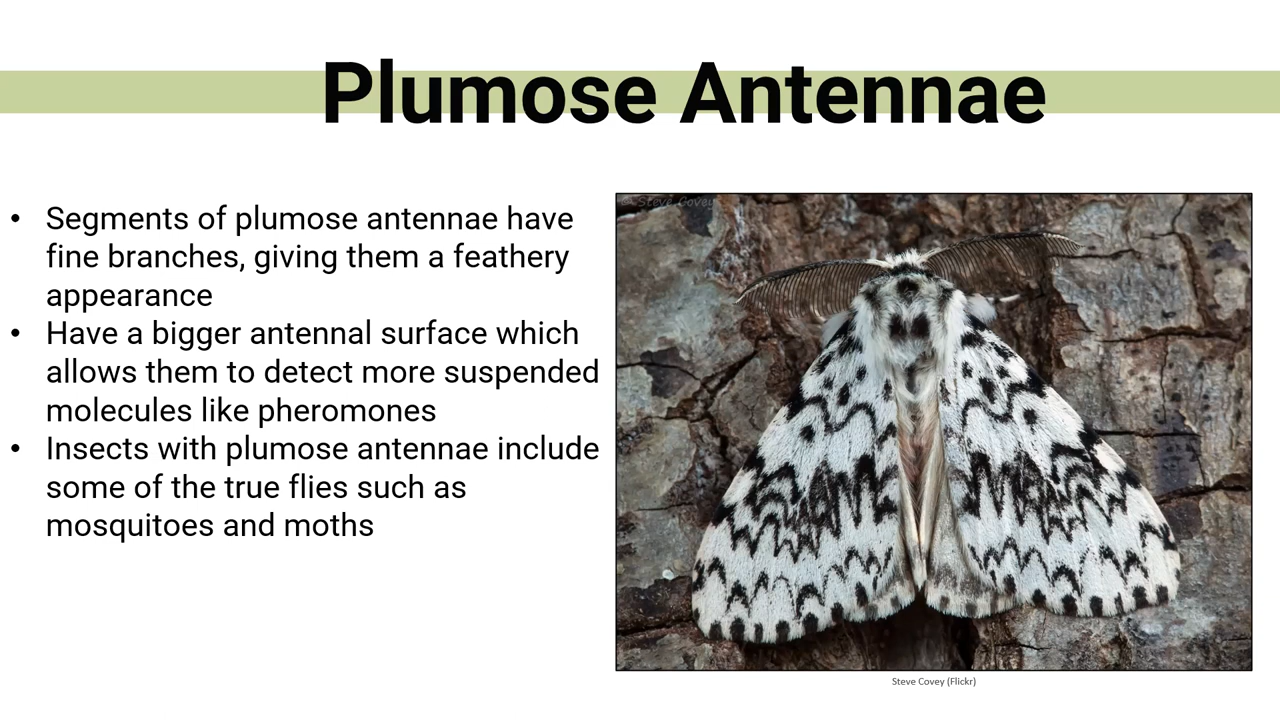 Plumose Antennae
• Segments of plumose antennae have
fine branches, giving them a feathery
appearance
• Have a bigger antennal surface which
allows them to detect more suspended
molecules like pheromones
• Insects with plumose antennae include
some of the true flies such as
mosquitoes and moths
© Steve Covey
Steve Covey (Flickr)